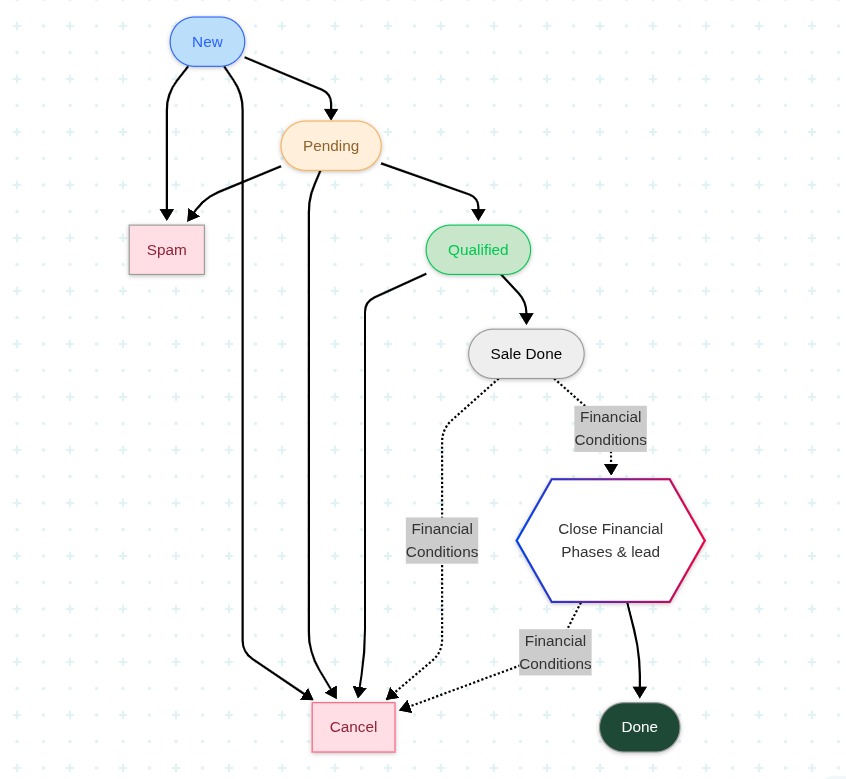 New
Pending
Spam
Qualified
Sale Done
Financial
Conditions
Financial
Conditions
Close Financial
Phases & lead
Financial
Conditions
Cancel
Done